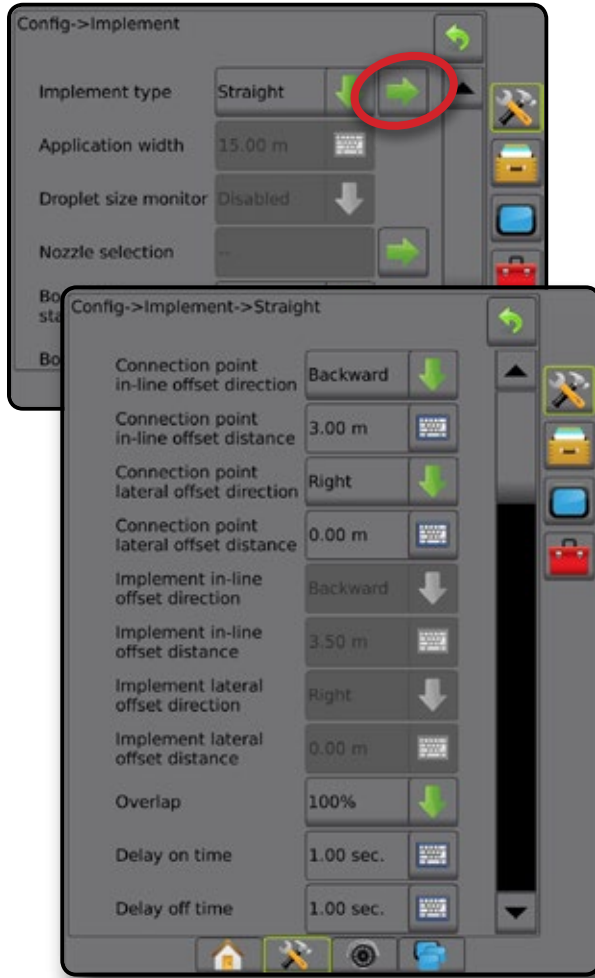 Config->Implement
Implement type Straight
Application width 15.00 m
Droplet size monitor Disabled
Nozzle selection --
Bo
sta
Bo
Config->Implement->Straight
Connection point
in-line offset direction Backward
Connection point
in-line offset distance 3.00 m
Connection point
lateral offset direction Right
Connection point
lateral offset distance 0.00 m
Implement in-line
offset direction Backward
Implement in-line
offset distance 3.50 m
Implement lateral
offset direction Right
Implement lateral
offset distance 0.00 m
Overlap 100%
Delay on time 1.00 sec.
Delay off time 1.00 sec.